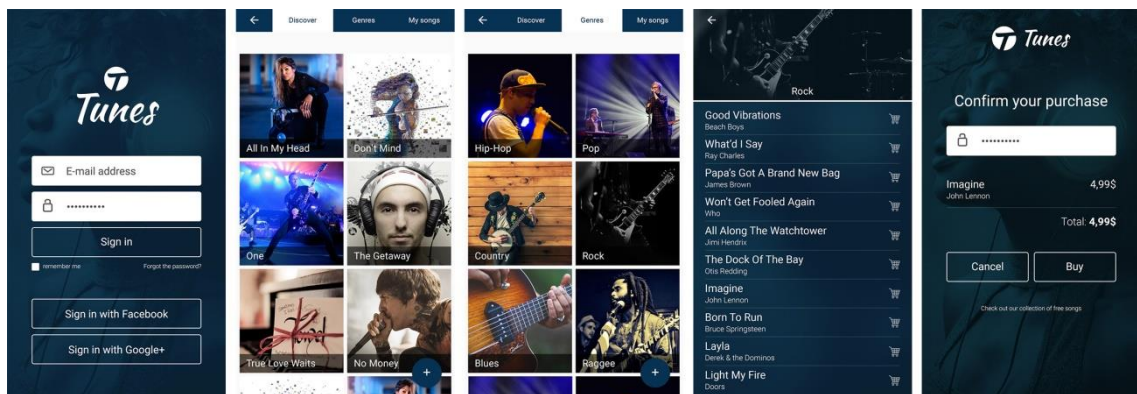 Tunes
E-mail address
••••••••••
Sign in
remember me
Forgot the password?
Sign in with Facebook
Sign in with Google+
Discover
Genres
My songs
All In My Head
Don't Mind
One
The Getaway
True Love Waits
No Money
+
Discover
Genres
My songs
Hip-Hop
Pop
Country
Rock
Blues
Raggee
+
Rock
Good Vibrations
Beach Boys
What'd I Say
Ray Charles
Papa's Got A Brand New Bag
James Brown
Won't Get Fooled Again
Who
All Along The Watchtower
Jimi Hendrix
The Dock Of The Bay
Otis Redding
Imagine
John Lennon
Born To Run
Bruce Springsteen
Layla
Derek & the Dominos
Light My Fire
Doors
Tunes
Confirm your purchase
••••••••••
Imagine
4,99$
John Lennon
Total: 4,99$
Cancel
Buy
Check out our collection of free songs